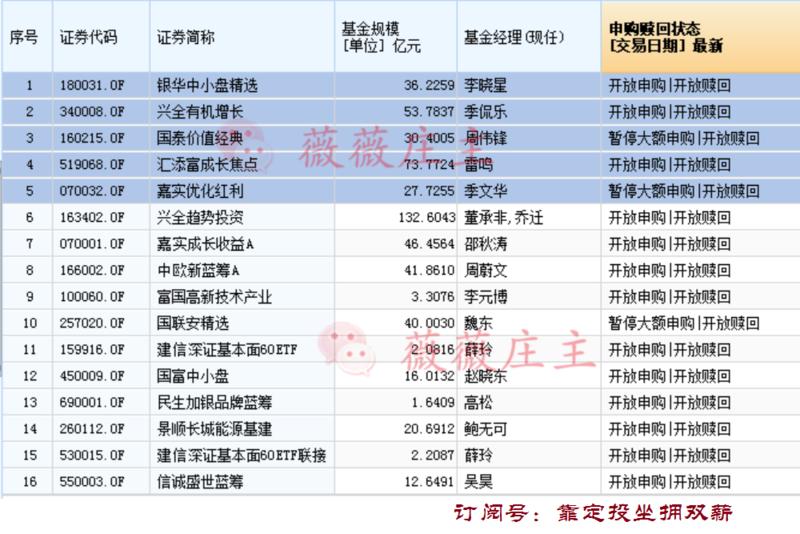 序号 证券代码 证券简称 基金规模 [单位] 亿元 基金经理(现任) 申购赎回状态 [交易日期] 最新
1 180031.OF 银华中小盘精选 36.2259 李晓星 开放申购|开放赎回
2 340008.OF 兴全有机增长 53.7837 季侃乐 开放申购|开放赎回
3 160215.OF 国泰价值经典 30.4005 周伟锋 暂停大额申购|开放赎回
薇薇庄主
4 519068.OF 汇添富成长焦点 73.7724 雷鸣 开放申购|开放赎回
5 070032.OF 嘉实优化红利 27.7255 季文华 暂停大额申购|开放赎回
6 163402.OF 兴全趋势投资 132.6043 董承非,乔迁 开放申购|开放赎回
7 070001.OF 嘉实成长收益A 46.4564 邵秋涛 开放申购|开放赎回
8 166002.OF 中欧新蓝筹A 41.8610 周蔚文 开放申购|开放赎回
9 100060.OF 富国高新技术产业 3.3076 李元博 开放申购|开放赎回
10 257020.OF 国联安精选 40.0030 魏东 暂停大额申购|开放赎回
11 159916.OF 建信深证基本面60ETF 2.0816 薛玲 开放申购|开放赎回
薇薇庄主
12 450009.OF 国富中小盘 16.0132 赵晓东 开放申购|开放赎回
13 690001.OF 民生加银品牌蓝筹 1.6409 高松 开放申购|开放赎回
14 260112.OF 景顺长城能源基建 20.6912 鲍无可 开放申购|开放赎回
15 530015.OF 建信深证基本面60ETF联接 2.2087 薛玲 开放申购|开放赎回
16 550003.OF 信诚盛世蓝筹 12.6491 吴昊 开放申购|开放赎回
订阅号：靠定投坐拥双薪